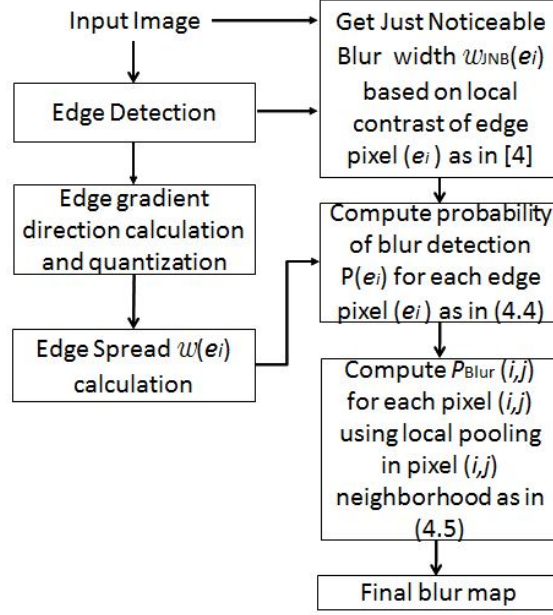 Input Image
Edge Detection
Edge gradient
direction calculation
and quantization
Edge Spread w(ei)
calculation
Get Just Noticeable
Blur width wJNB(ei)
based on local
contrast of edge
pixel (ei) as in [4]
Compute probability
of blur detection
P(ei) for each edge
pixel (ei) as in (4.4)
Compute PBlur (i,j)
for each pixel (i,j)
using local pooling
in pixel (i,j)
neighborhood as in
(4.5)
Final blur map